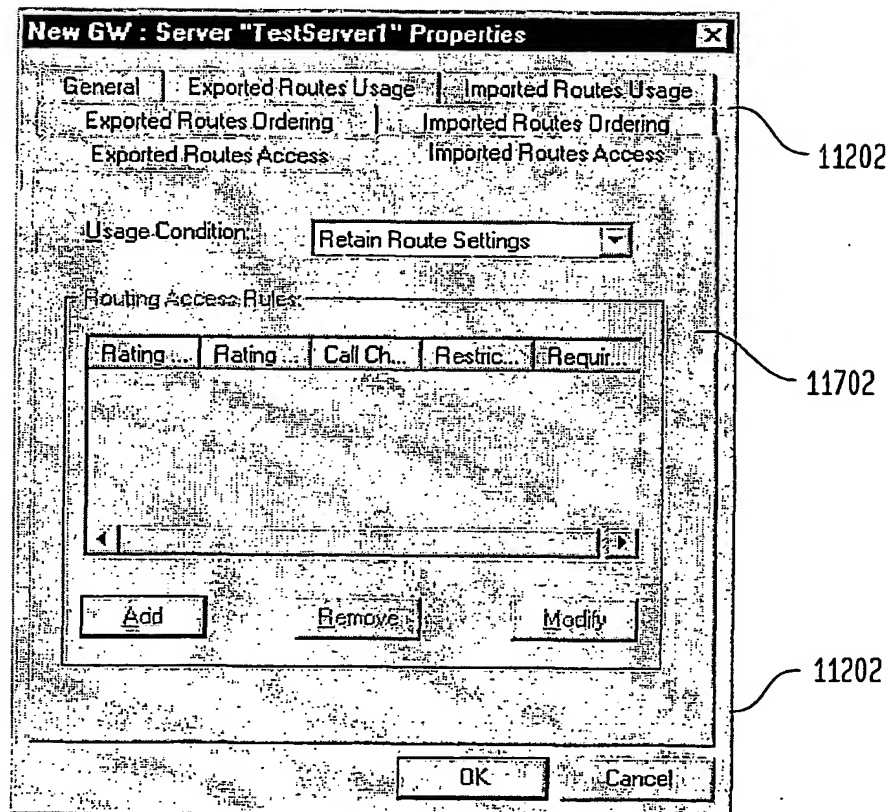 New GW : Server "TestServer1" Properties
General Exported Routes Usage Imported Routes Usage
Exported Routes Ordering Imported Routes Ordering
11202
Exported Routes Access Imported Routes Access
Usage Condition: Retain Route Settings
Routing Access Rules:
Rating ... Rating ... Call Ch... Restric... Requir...
11702
Add Remove Modify
11202
OK Cancel